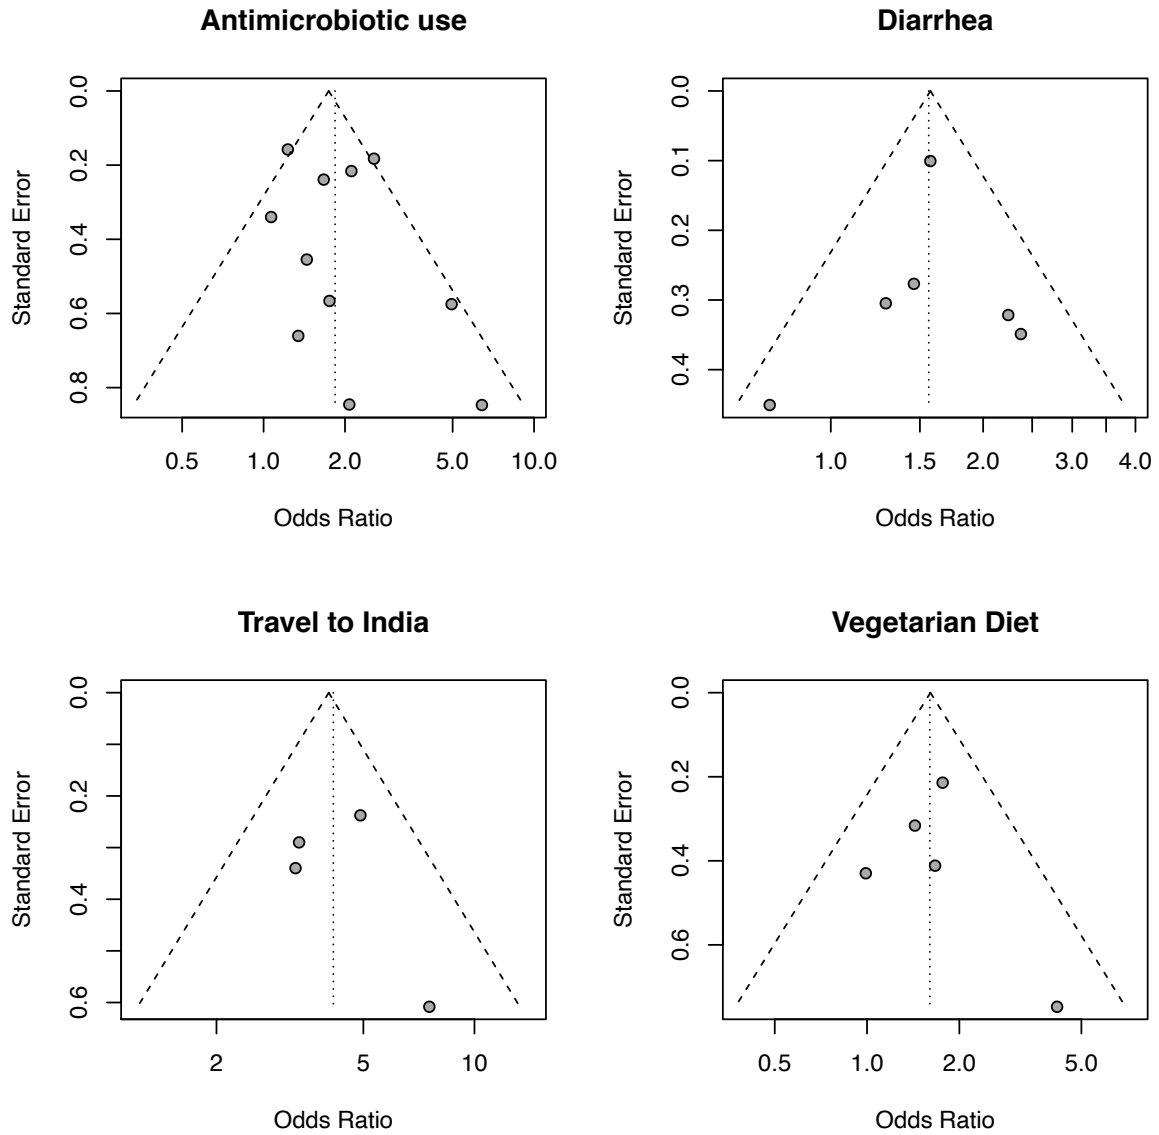 Antimicrobiotic use
Standard Error
0.0
0.2
0.4
0.6
0.8
0.5 1.0 2.0 5.0 10.0
Odds Ratio
Diarrhea
Standard Error
0.0
0.1
0.2
0.3
0.4
1.0 1.5 2.0 3.0 4.0
Odds Ratio
Travel to India
Standard Error
0.0
0.2
0.4
0.6
2 5 10
Odds Ratio
Vegetarian Diet
Standard Error
0.0
0.2
0.4
0.6
0.5 1.0 2.0 5.0
Odds Ratio